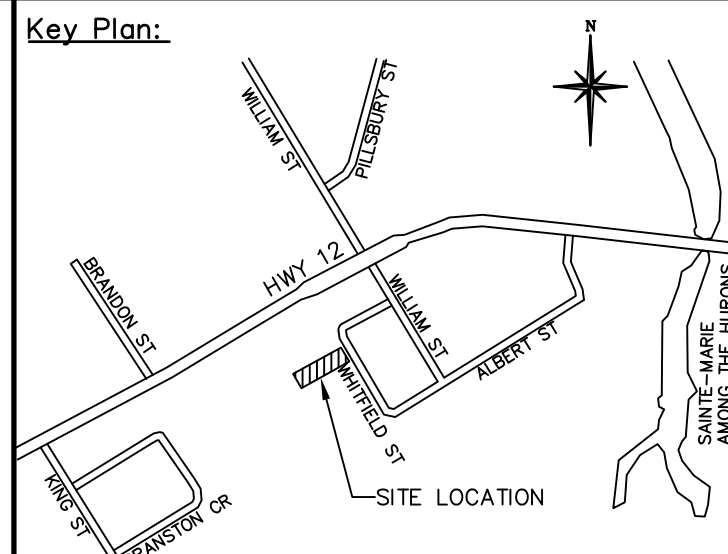 Key Plan:
N
WILLIAM ST
PILLSBURY ST
HWY 12
BRANDON ST
WILLIAM ST
ALBERT ST
WHITFIELD ST
SAINTE-MARIE
AMONG THE HURONS
KING ST
RANSTON CR
SITE LOCATION